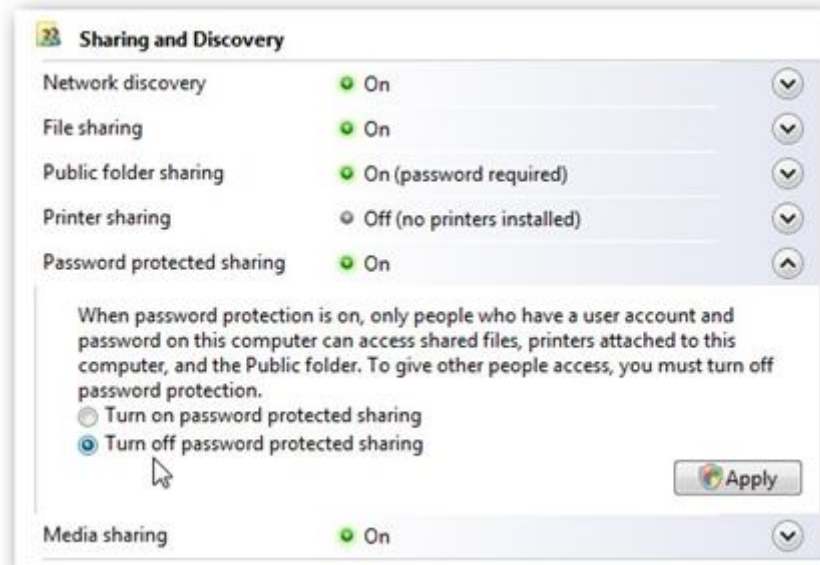 Sharing and Discovery
Network discovery On
File sharing On
Public folder sharing On (password required)
Printer sharing Off (no printers installed)
Password protected sharing On
When password protection is on, only people who have a user account and
password on this computer can access shared files, printers attached to this
computer, and the Public folder. To give other people access, you must turn off
password protection.
Turn on password protected sharing
Turn off password protected sharing
Apply
Media sharing On